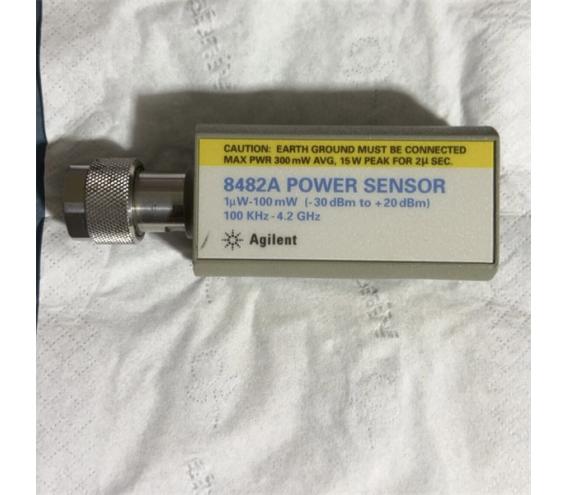 CAUTION: EARTH GROUND MUST BE CONNECTED
MAX PWR 300 mW AVG, 15 W PEAK FOR 2μ SEC.
8482A POWER SENSOR
1μW-100 mW (-30 dBm to +20 dBm)
100 KHz - 4.2 GHz
Agilent